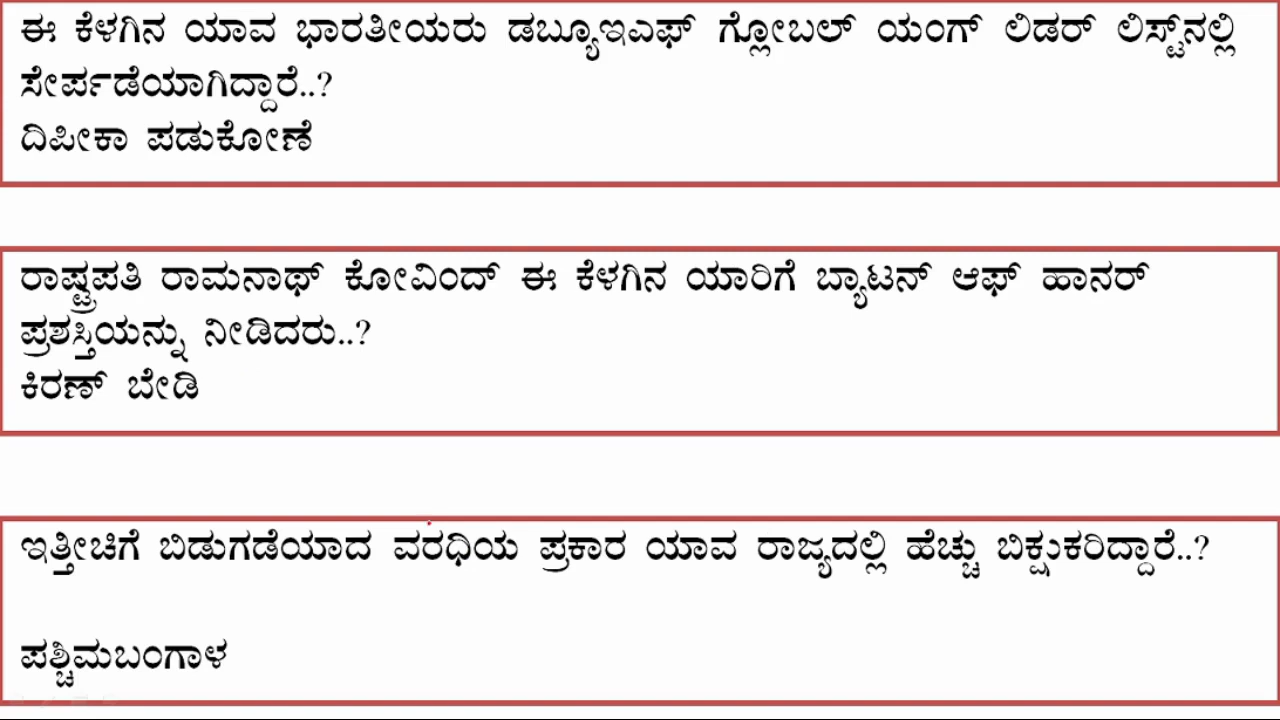 ಈ ಕೆಳಗಿನ ಯಾವ ಭಾರತೀಯರು ಡಬ್ಯೂಇಎಫ್ ಗ್ಲೋಬಲ್ ಯಂಗ್ ಲಿಡರ್ ಲಿಸ್ಟ್‌ನಲ್ಲಿ
ಸೇರ್ಪಡೆಯಾಗಿದ್ದಾರೆ..?
ದಿಪೀಕಾ ಪಡುಕೋಣೆ
ರಾಷ್ಟ್ರಪತಿ ರಾಮನಾಥ್ ಕೋವಿಂದ್ ಈ ಕೆಳಗಿನ ಯಾರಿಗೆ ಬ್ಯಾಟನ್ ಆಫ್ ಹಾನರ್
ಪ್ರಶಸ್ತಿಯನ್ನು ನೀಡಿದರು..?
ಕಿರಣ್ ಬೇಡಿ
ಇತ್ತೀಚಿಗೆ ಬಿಡುಗಡೆಯಾದ ವರಧಿಯ ಪ್ರಕಾರ ಯಾವ ರಾಜ್ಯದಲ್ಲಿ ಹೆಚ್ಚು ಬಿಕ್ಷುಕರಿದ್ದಾರೆ..?
ಪಶ್ಚಿಮಬಂಗಾಳ